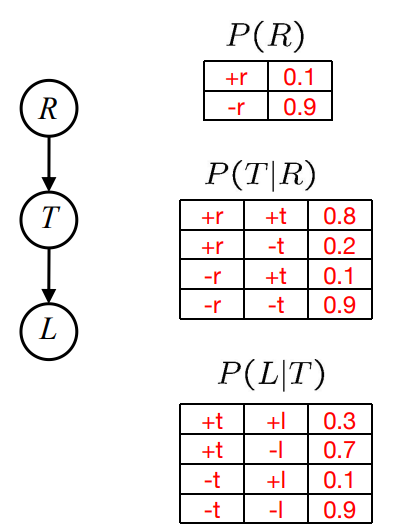 P(R)
+r 0.1
-r 0.9
R
P(T|R)
+r +t 0.8
+r -t 0.2
-r +t 0.1
-r -t 0.9
T
L
P(L|T)
+t +l 0.3
+t -l 0.7
-t +l 0.1
-t -l 0.9